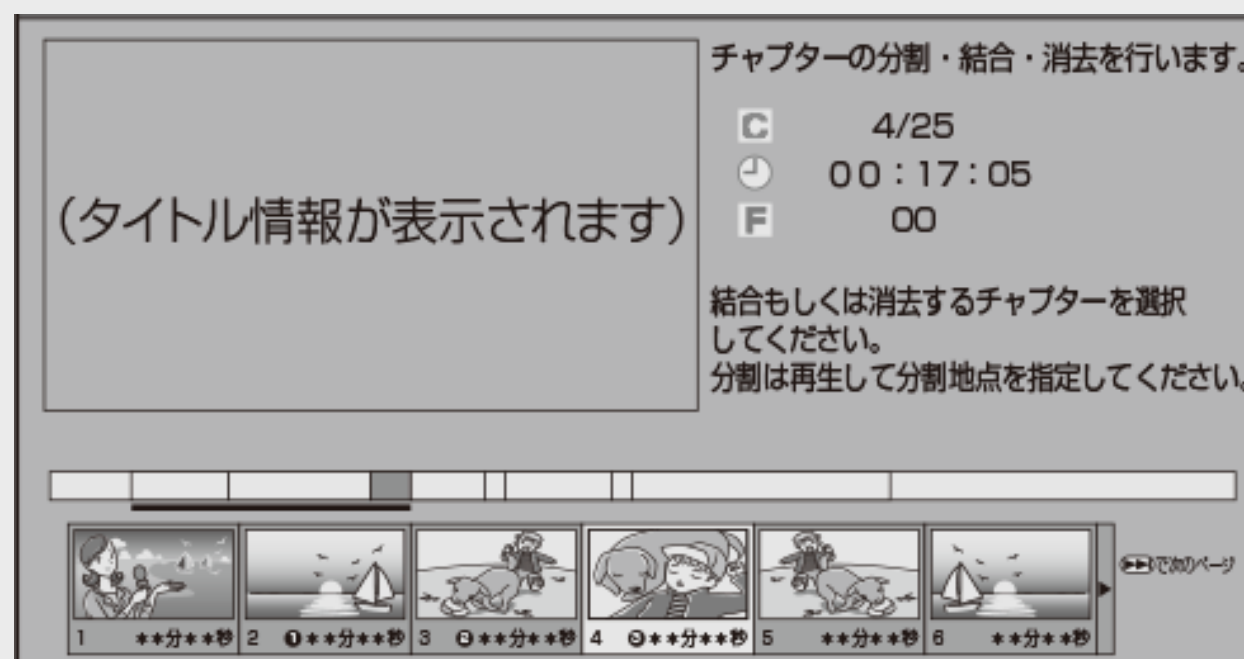 チャプターの分割・結合・消去を行います。
C 4/25
00:17:05
F 00
(タイトル情報が表示されます)
結合もしくは消去するチャプターを選択
してください。
分割は再生して分割地点を指定してください。
1 **分**秒 2 ❶**分**秒 3 ❷**分**秒 4 ❸**分**秒 5 **分**秒 6 **分**秒
で次のページ